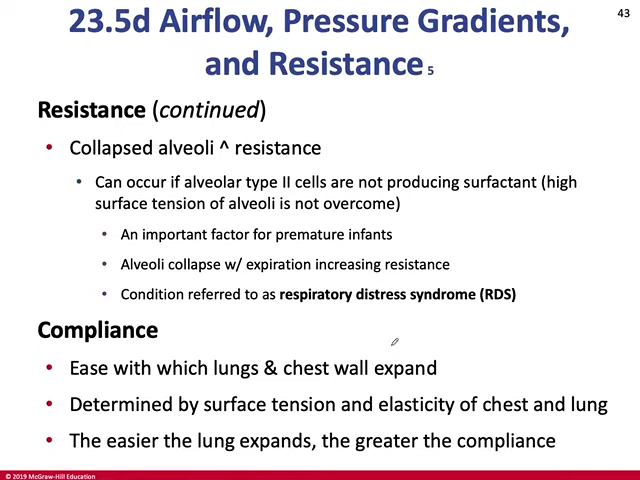 43
23.5d Airflow, Pressure Gradients,
and Resistance 5
Resistance (continued)
• Collapsed alveoli ^ resistance
• Can occur if alveolar type II cells are not producing surfactant (high
surface tension of alveoli is not overcome)
• An important factor for premature infants
• Alveoli collapse w/ expiration increasing resistance
• Condition referred to as respiratory distress syndrome (RDS)
Compliance
• Ease with which lungs & chest wall expand
• Determined by surface tension and elasticity of chest and lung
• The easier the lung expands, the greater the compliance
© 2019 McGraw-Hill Education